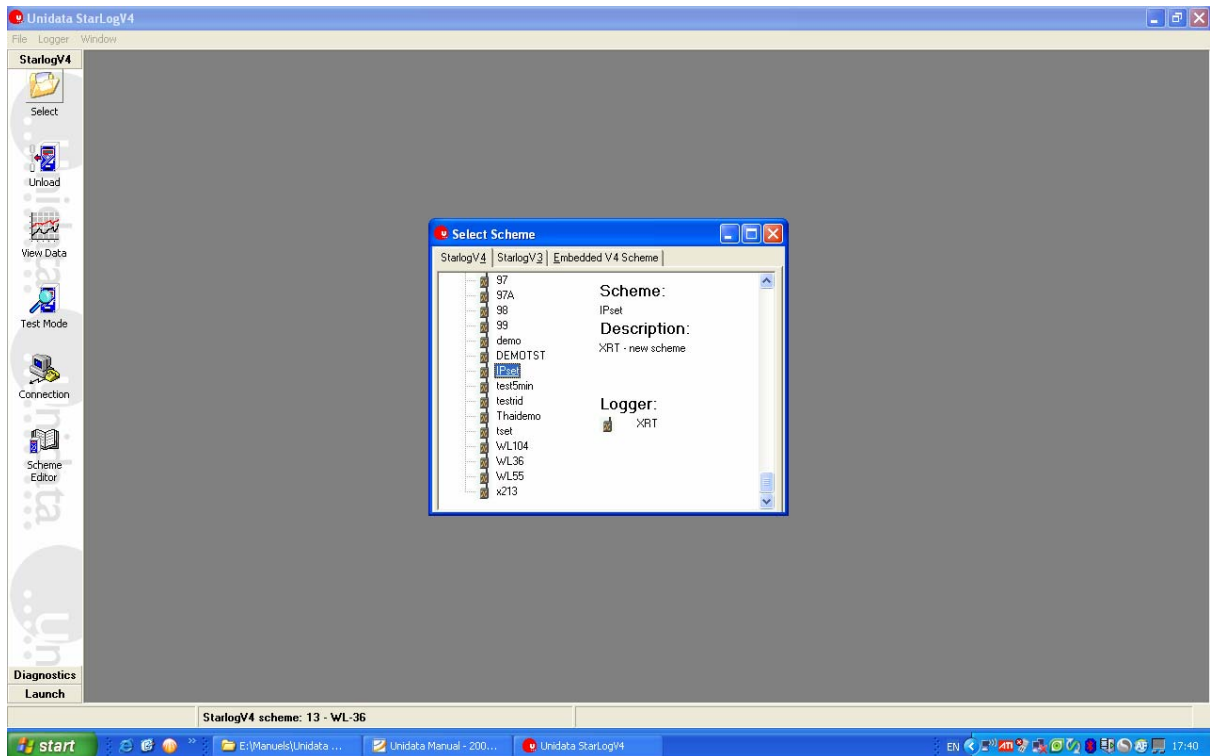 Unidata StarLogV4
File Logger Window
StarlogV4
Select
Unload
View Data
Test Mode
Connection
Scheme
Editor
Diagnostics
Launch
Select Scheme
StarlogV4 StarlogV3 Embedded V4 Scheme
97
97A
98
99
demo
DEMOTST
IPset
test5min
testrid
Thaidemo
tset
WL104
WL36
WL55
x213
Scheme:
IPset
Description:
XRT - new scheme
Logger:
XRT
StarlogV4 scheme: 13 - WL-36
start
E:\Manuels\Unidata ...
Unidata Manual - 200...
Unidata StarLogV4
EN
17:40